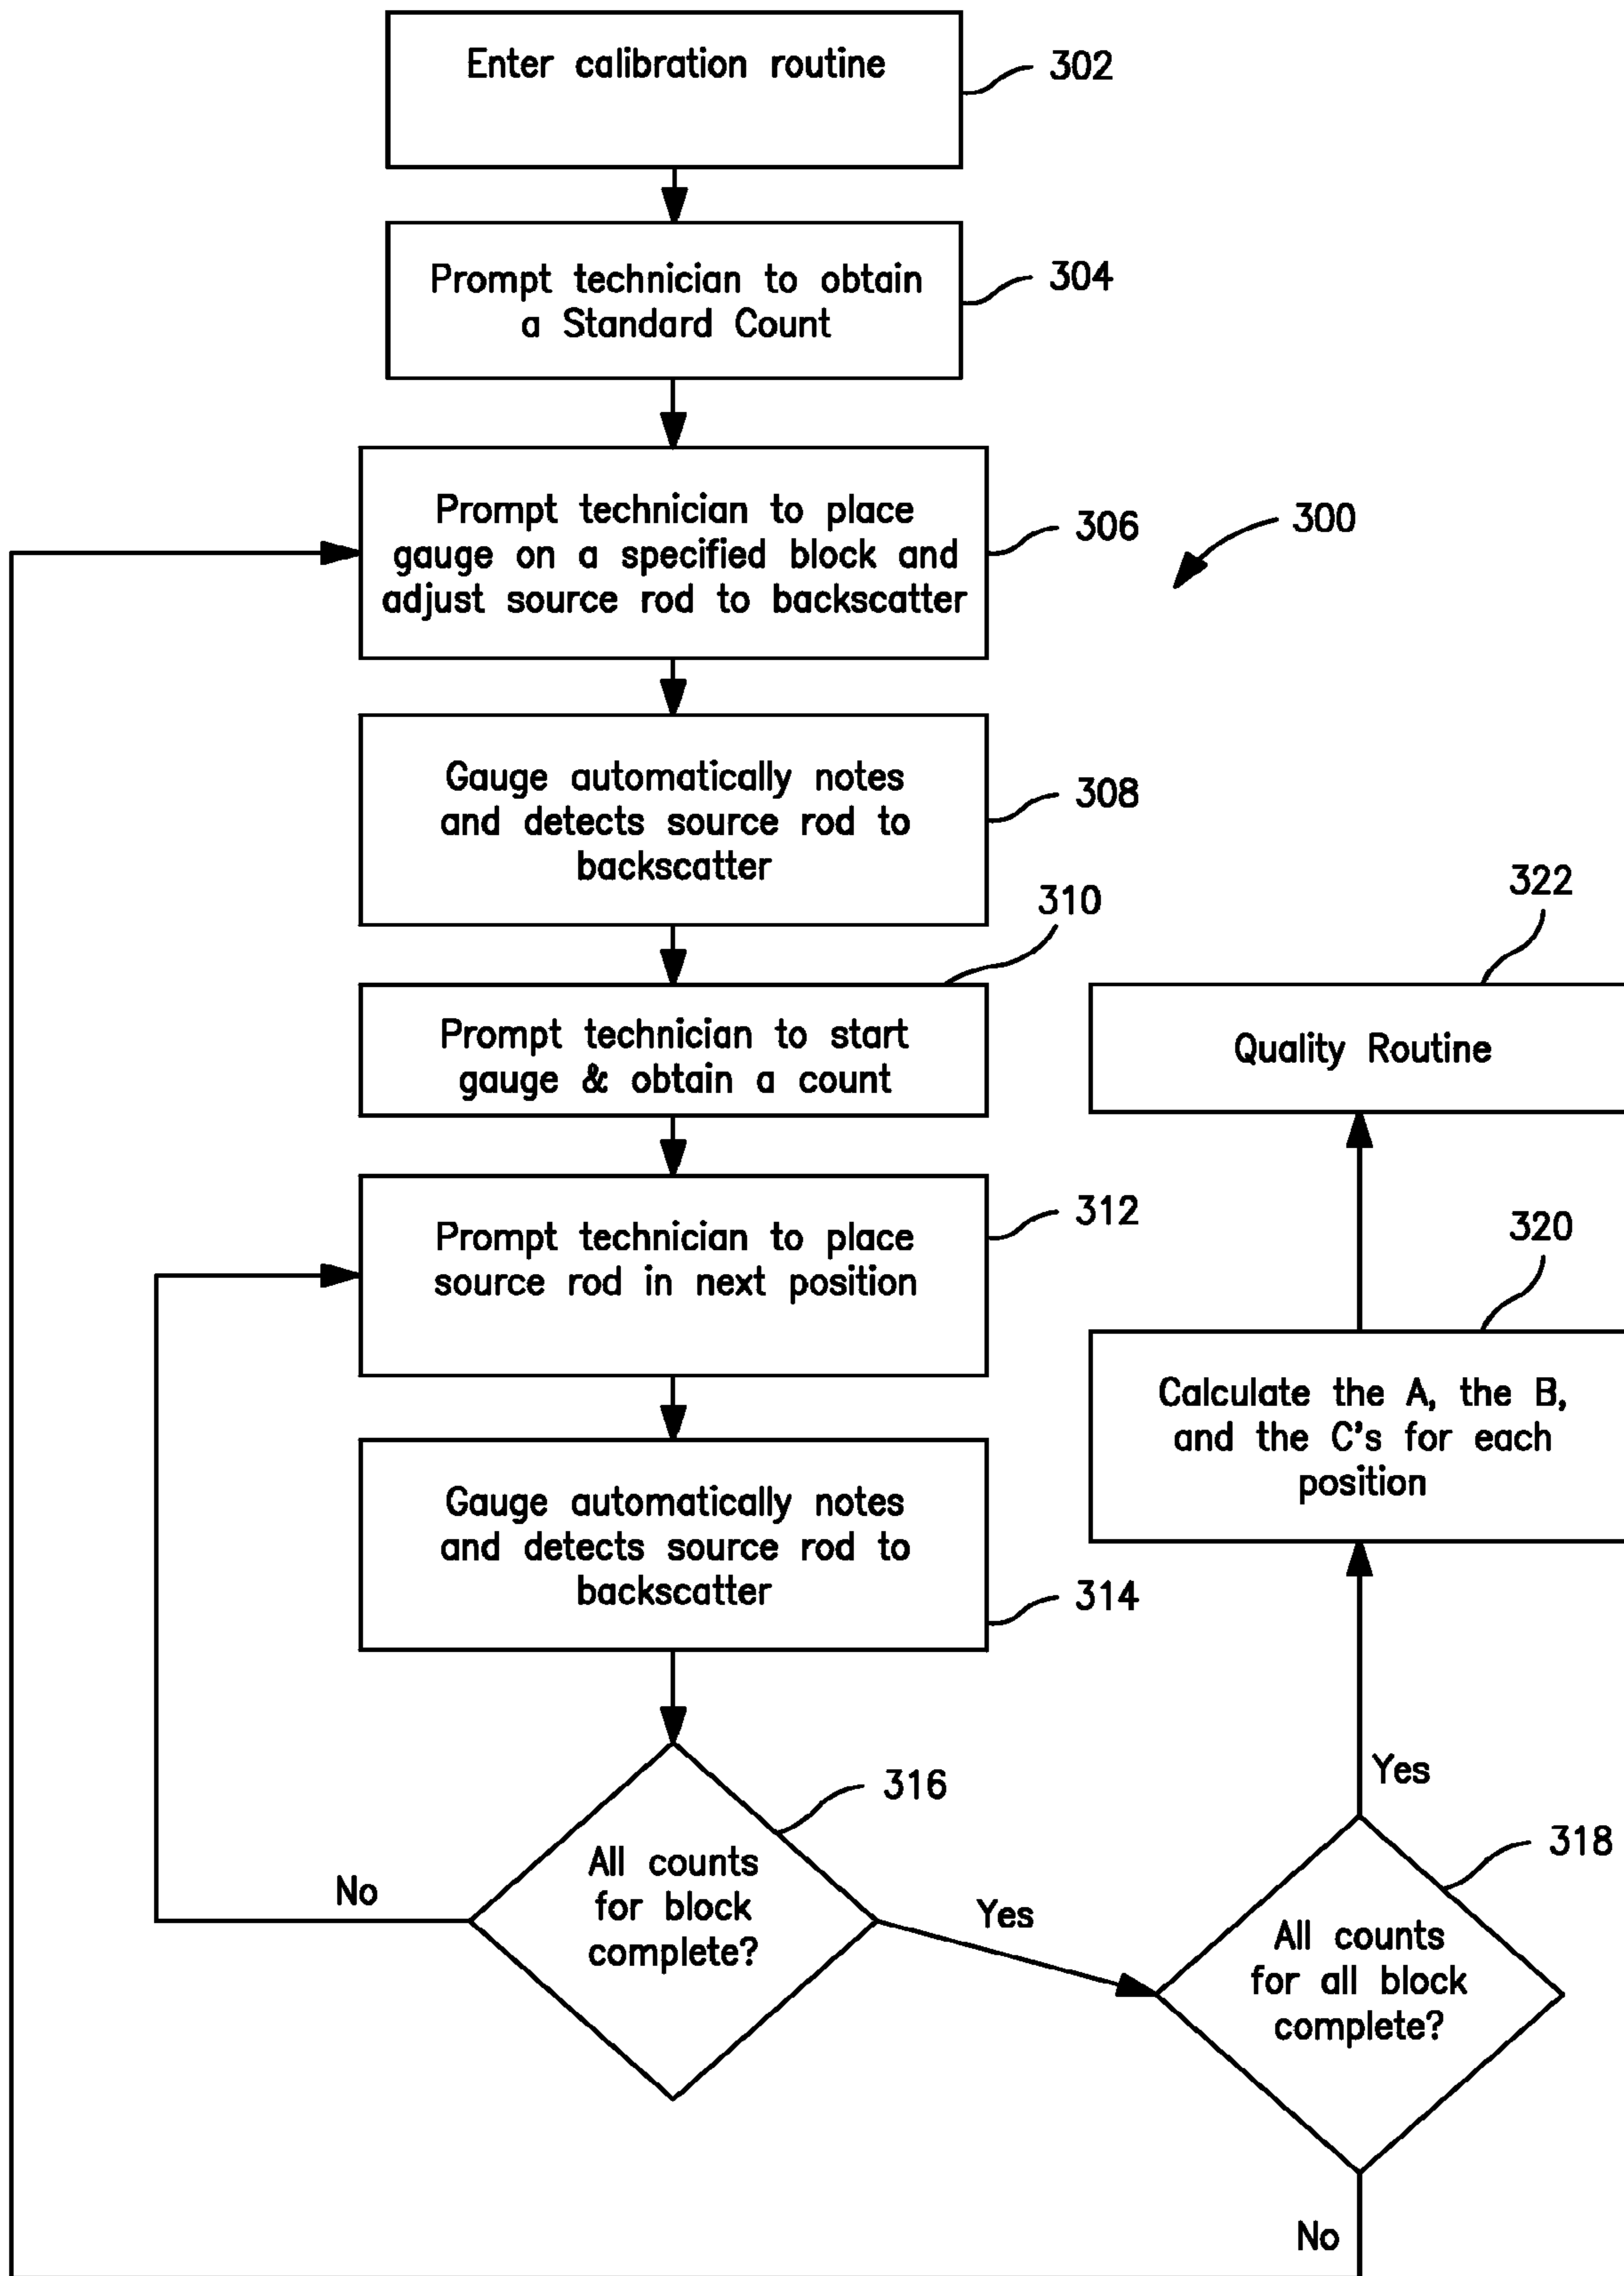 Enter calibration routine
302
Prompt technician to obtain
a Standard Count
304
Prompt technician to place
gauge on a specified block and
adjust source rod to backscatter
306
300
Gauge automatically notes
and detects source rod to
backscatter
308
310
Prompt technician to start
gauge & obtain a count
322
Quality Routine
Prompt technician to place
source rod in next position
312
320
Calculate the A, the B,
and the C's for each
position
Gauge automatically notes
and detects source rod to
backscatter
314
316
All counts
for block
complete?
No
Yes
Yes
318
All counts
for all block
complete?
No